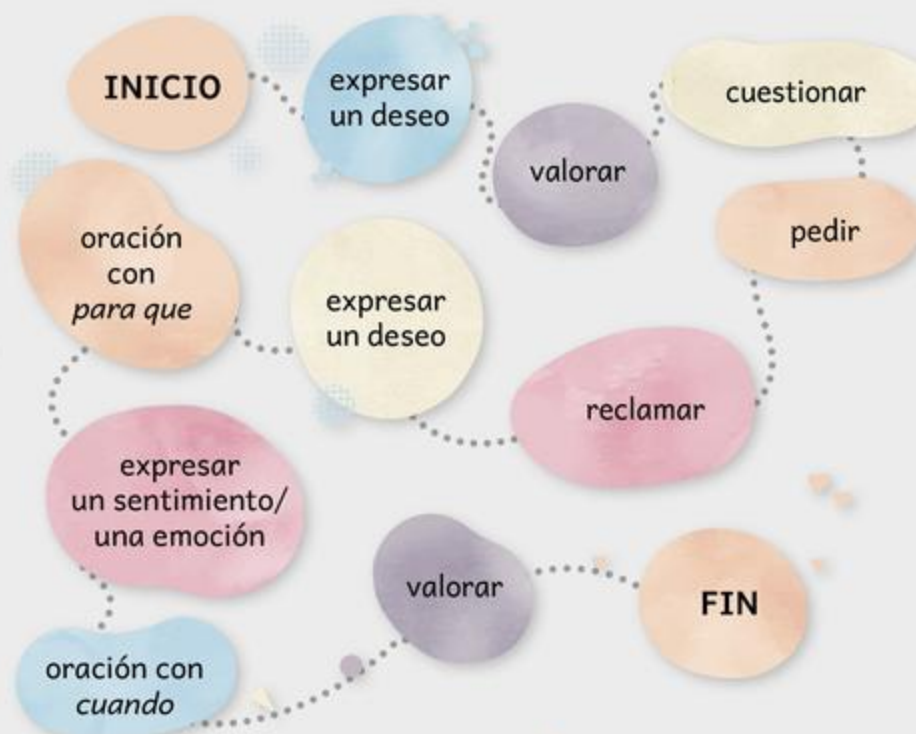 INICIO
expresar
un deseo
valorar
cuestionar
pedir
reclamar
expresar
un deseo
oración
con
para que
expresar
un sentimiento/
una emoción
oración con
cuando
valorar
FIN